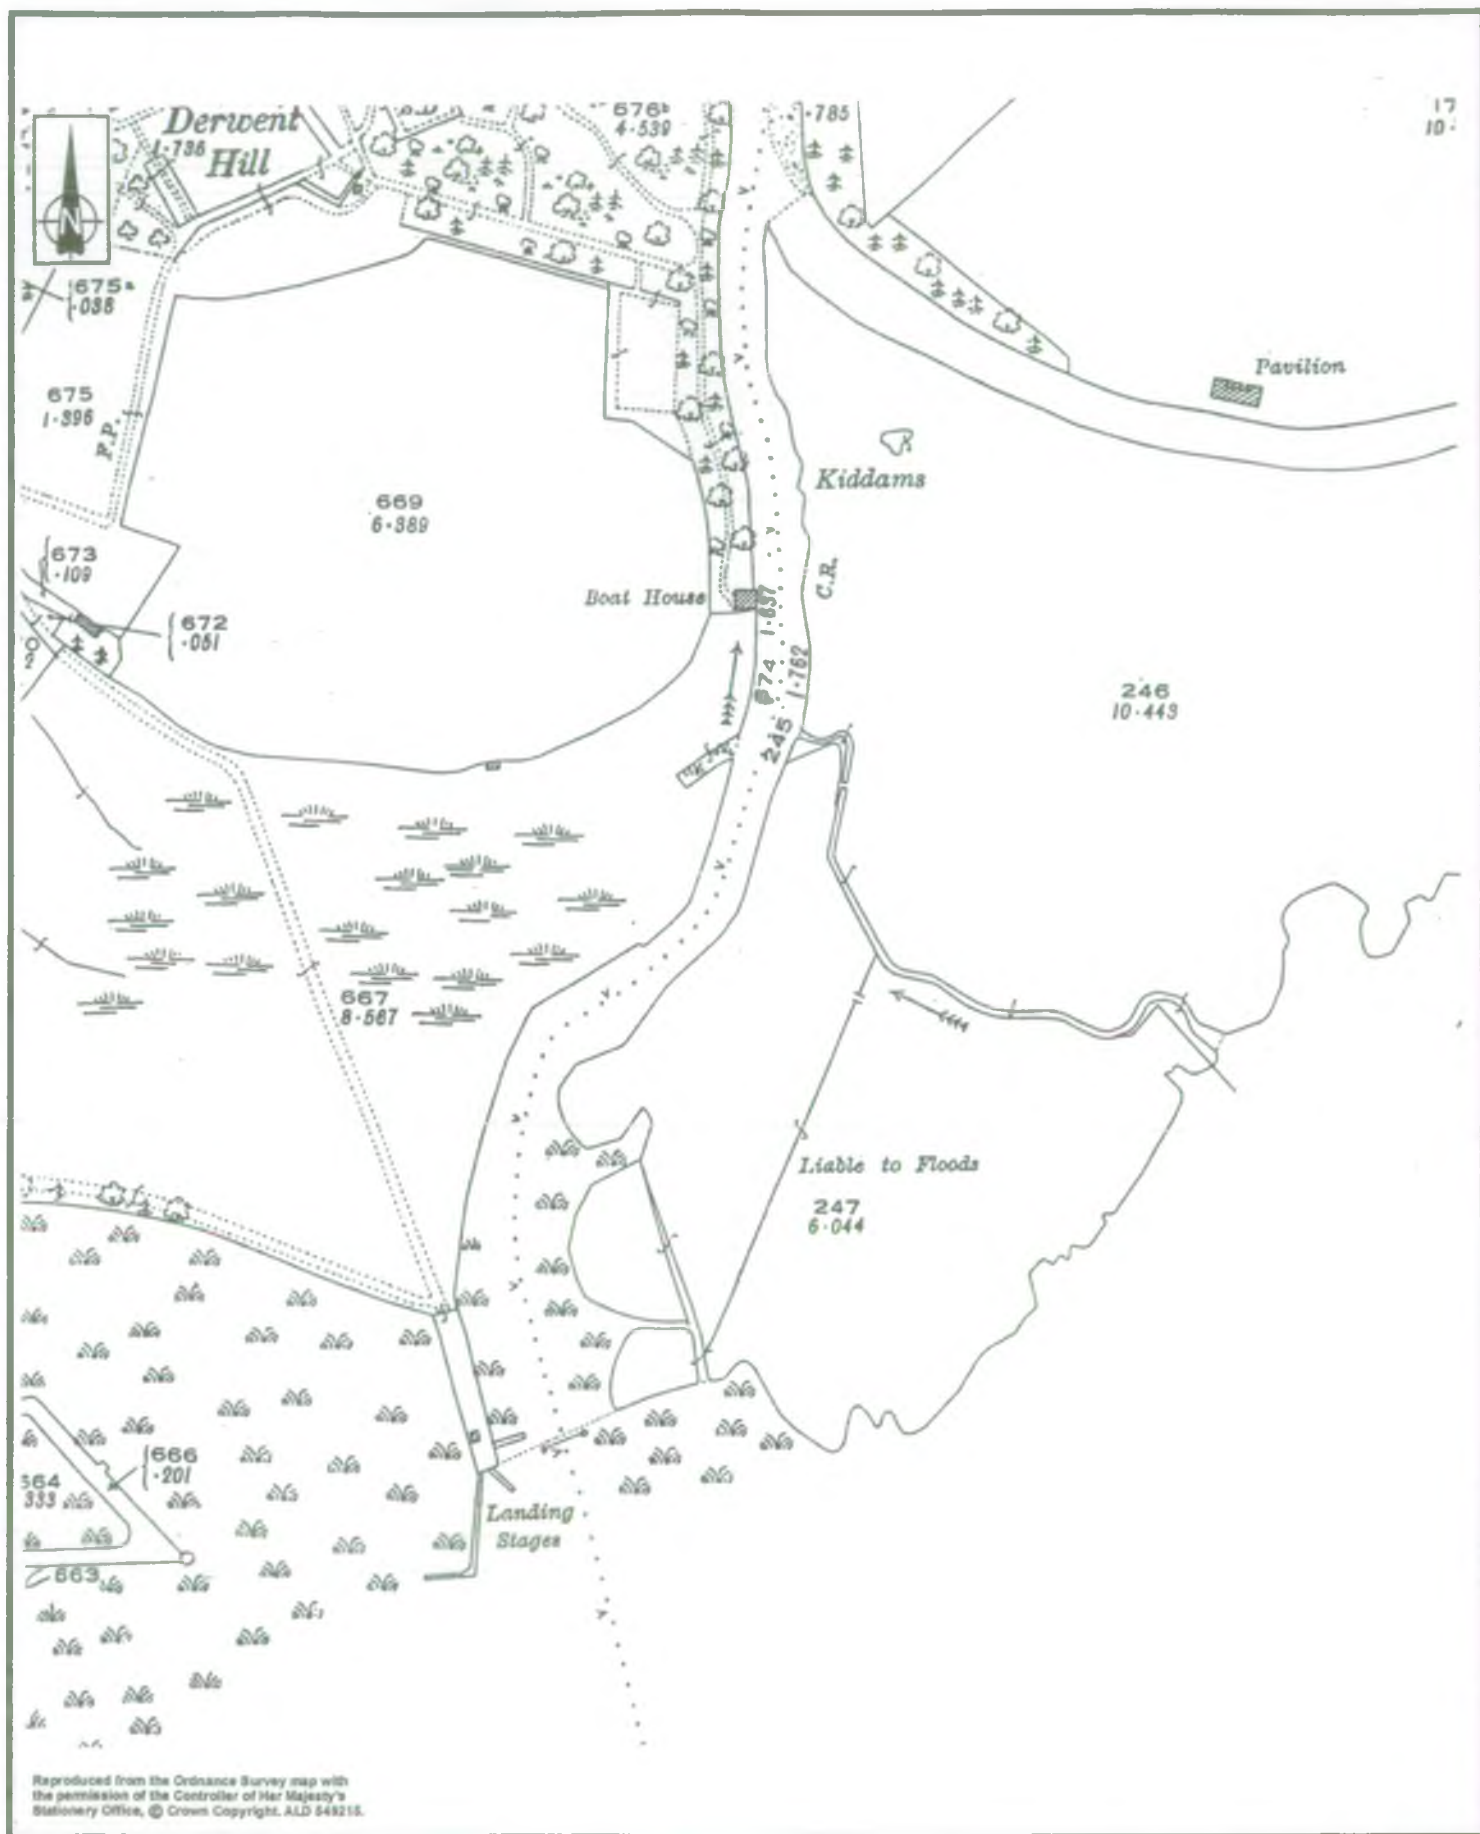 Derwent
1·736
Hill
N
676b
4·539
·785
17
10·
675a
·038
675
1·396
F.P.
Pavilion
Kiddams
669
6·389
673
·109
672
·051
Boat House
C.R.
674 1·637
1·762
245
246
10·443
667
8·567
Liable to Floods
247
6·044
666
·201
664
333
663
Landing
Stages
Reproduced from the Ordnance Survey map with
the permission of the Controller of Her Majesty's
Stationery Office, © Crown Copyright. ALD 549215.